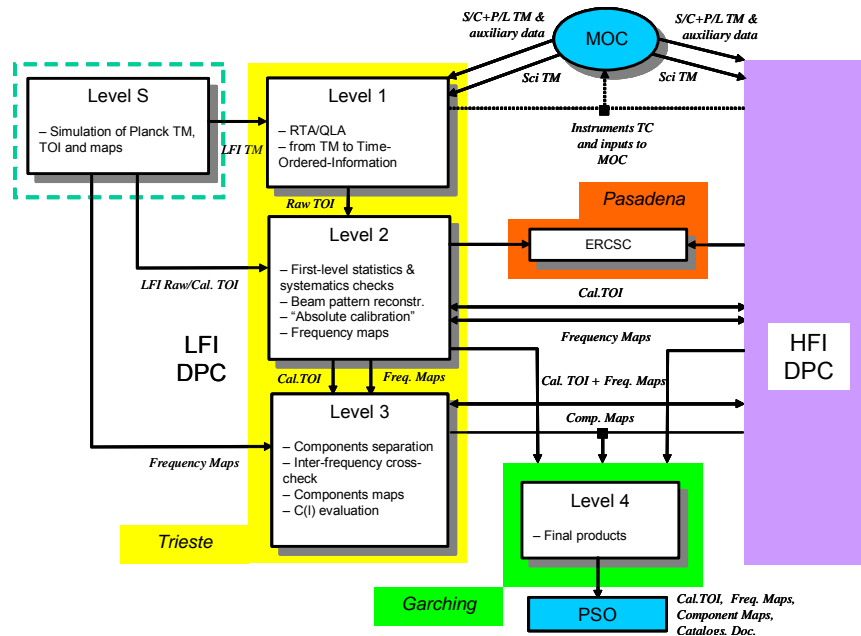 S/C+P/L TM &
auxiliary data
MOC
S/C+P/L TM &
auxiliary data
Sci TM
Sci TM
Level S
– Simulation of Planck TM,
TOI and maps
LFI TM
Level 1
– RTA/QLA
– from TM to Time-
Ordered-Information
Instruments TC
and inputs to
MOC
Raw TOI
Pasadena
ERCSC
Level 2
– First-level statistics &
systematics checks
– Beam pattern reconstr.
– “Absolute calibration”
– Frequency maps
LFI Raw/Cal. TOI
Cal.TOI
Frequency Maps
LFI
DPC
HFI
DPC
Cal.TOI
Freq. Maps
Cal. TOI + Freq. Maps
Level 3
– Components separation
– Inter-frequency cross-
check
– Components maps
– C(l) evaluation
Comp. Maps
Frequency Maps
Level 4
– Final products
Trieste
Garching
PSO
Cal.TOI, Freq. Maps,
Component Maps,
Catalogs, Doc.